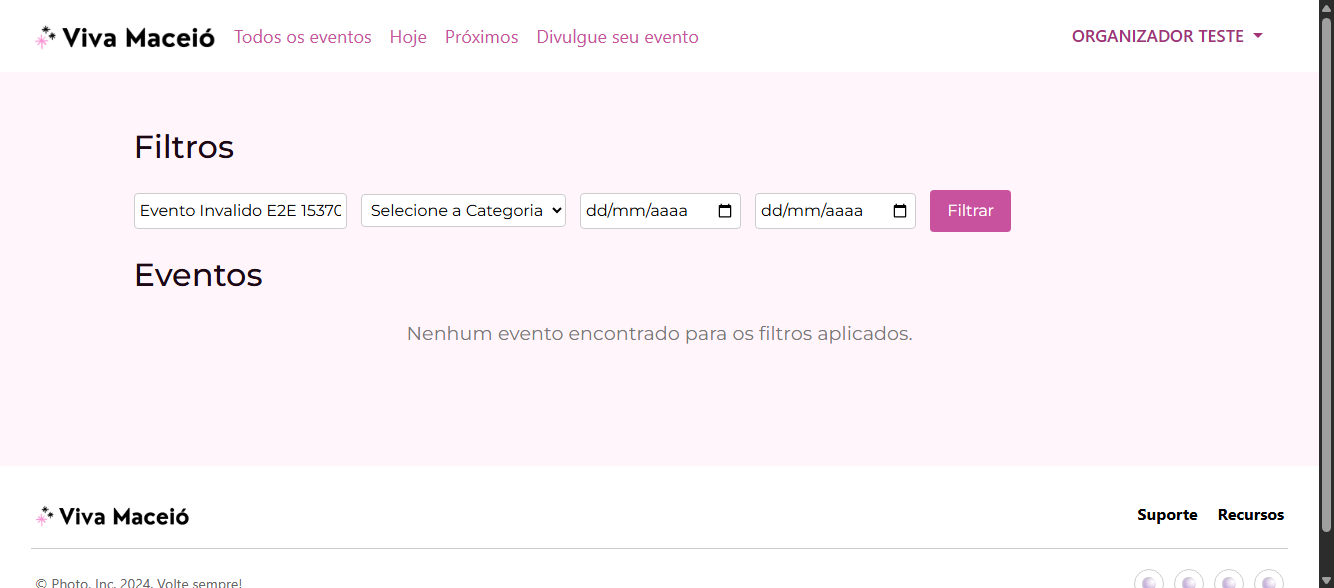 Viva Maceió Todos os eventos Hoje Próximos Divulgue seu evento ORGANIZADOR TESTE
Filtros
Evento Invalido E2E 1537 Selecione a Categoria dd/mm/aaaa dd/mm/aaaa Filtrar
Eventos
Nenhum evento encontrado para os filtros aplicados.
Viva Maceió Suporte Recursos
© Photo, Inc. 2024. Volte sempre!